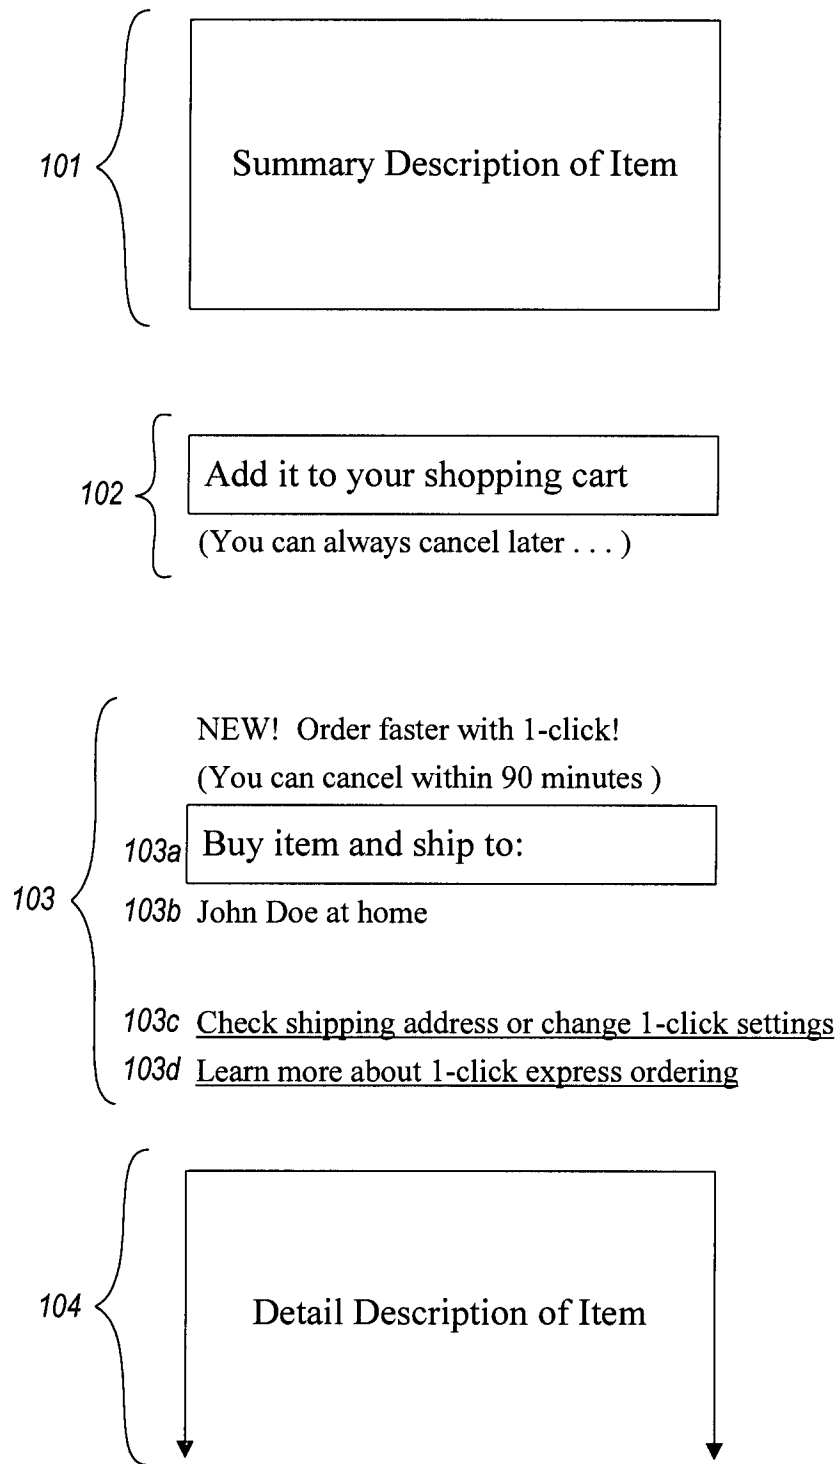 101 Summary Description of Item
102 Add it to your shopping cart
(You can always cancel later . . . )
NEW! Order faster with 1-click!
(You can cancel within 90 minutes )
103a Buy item and ship to:
103
103b John Doe at home
103c Check shipping address or change 1-click settings
103d Learn more about 1-click express ordering
104 Detail Description of Item